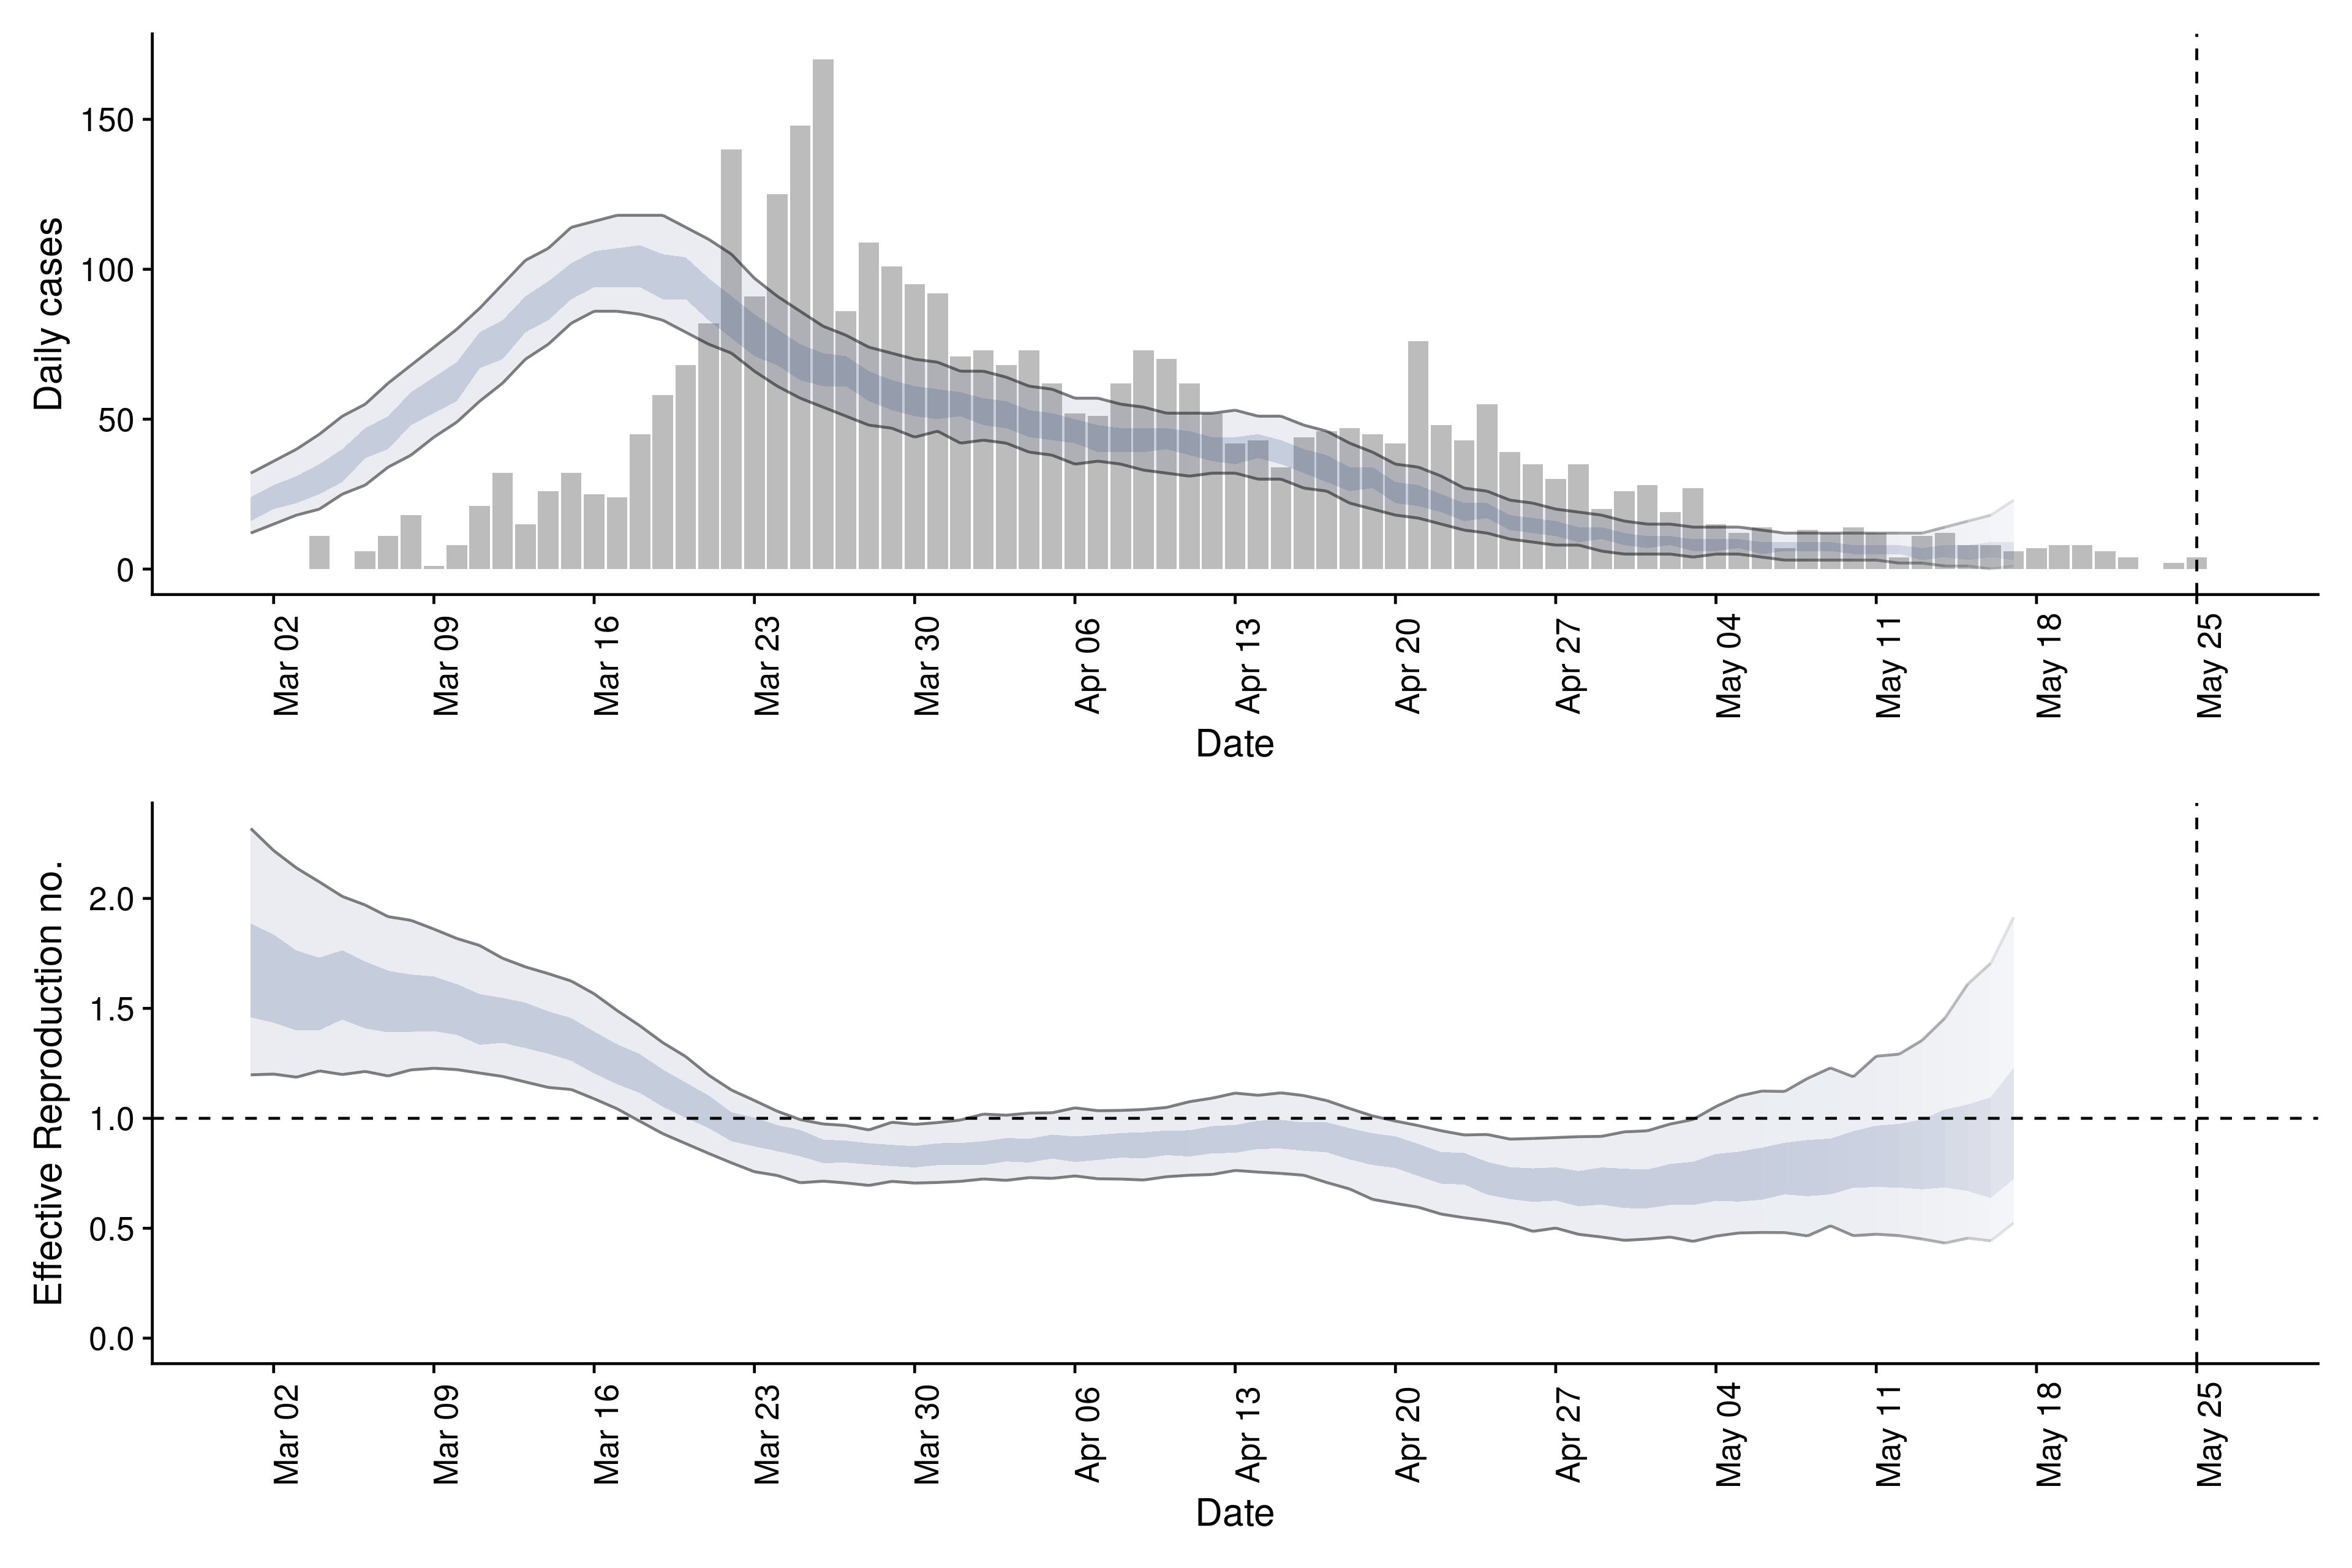 Daily cases
150
100
50
0
Mar 02
Mar 09
Mar 16
Mar 23
Mar 30
Apr 06
Apr 13
Apr 20
Apr 27
May 04
May 11
May 18
May 25
Date
Effective Reproduction no.
2.0
1.5
1.0
0.5
0.0
Mar 02
Mar 09
Mar 16
Mar 23
Mar 30
Apr 06
Apr 13
Apr 20
Apr 27
May 04
May 11
May 18
May 25
Date